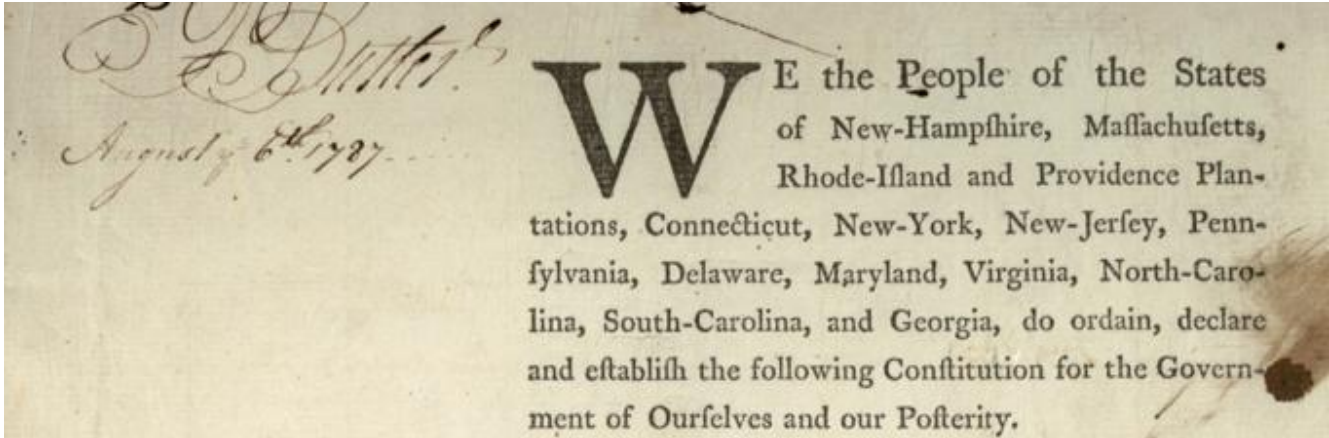 P Butler's
August 6th. 1787.
WE the People of the States
of New-Hampſhire, Maſſachuſetts,
Rhode-Iſland and Providence Plan-
tations, Connecticut, New-York, New-Jerſey, Penn-
ſylvania, Delaware, Maryland, Virginia, North-Caro-
lina, South-Carolina, and Georgia, do ordain, declare
and eſtabliſh the following Conſtitution for the Govern-
ment of Ourſelves and our Poſterity.